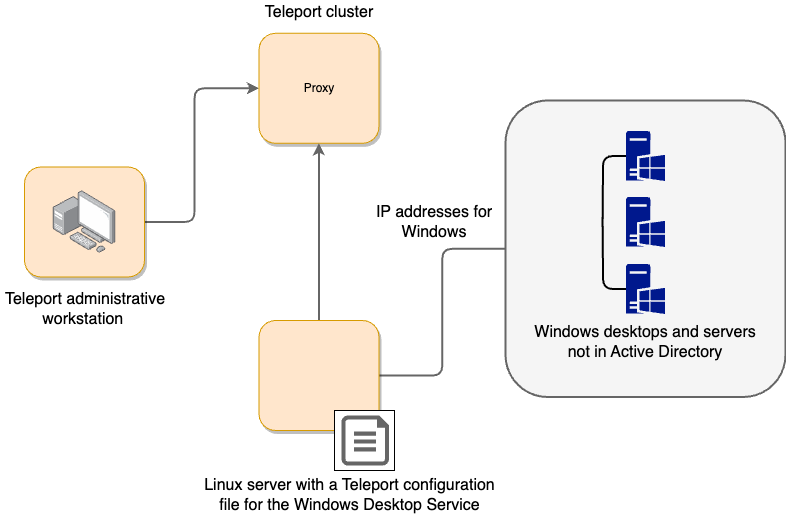 Teleport cluster
Proxy
Teleport administrative
workstation
IP addresses for
Windows
Windows desktops and servers
not in Active Directory
Linux server with a Teleport configuration
file for the Windows Desktop Service